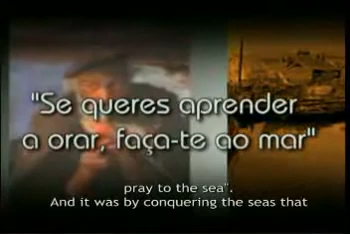 "Se queres aprender
a orar, faça-te ao mar"
pray to the sea".
And it was by conquering the seas that